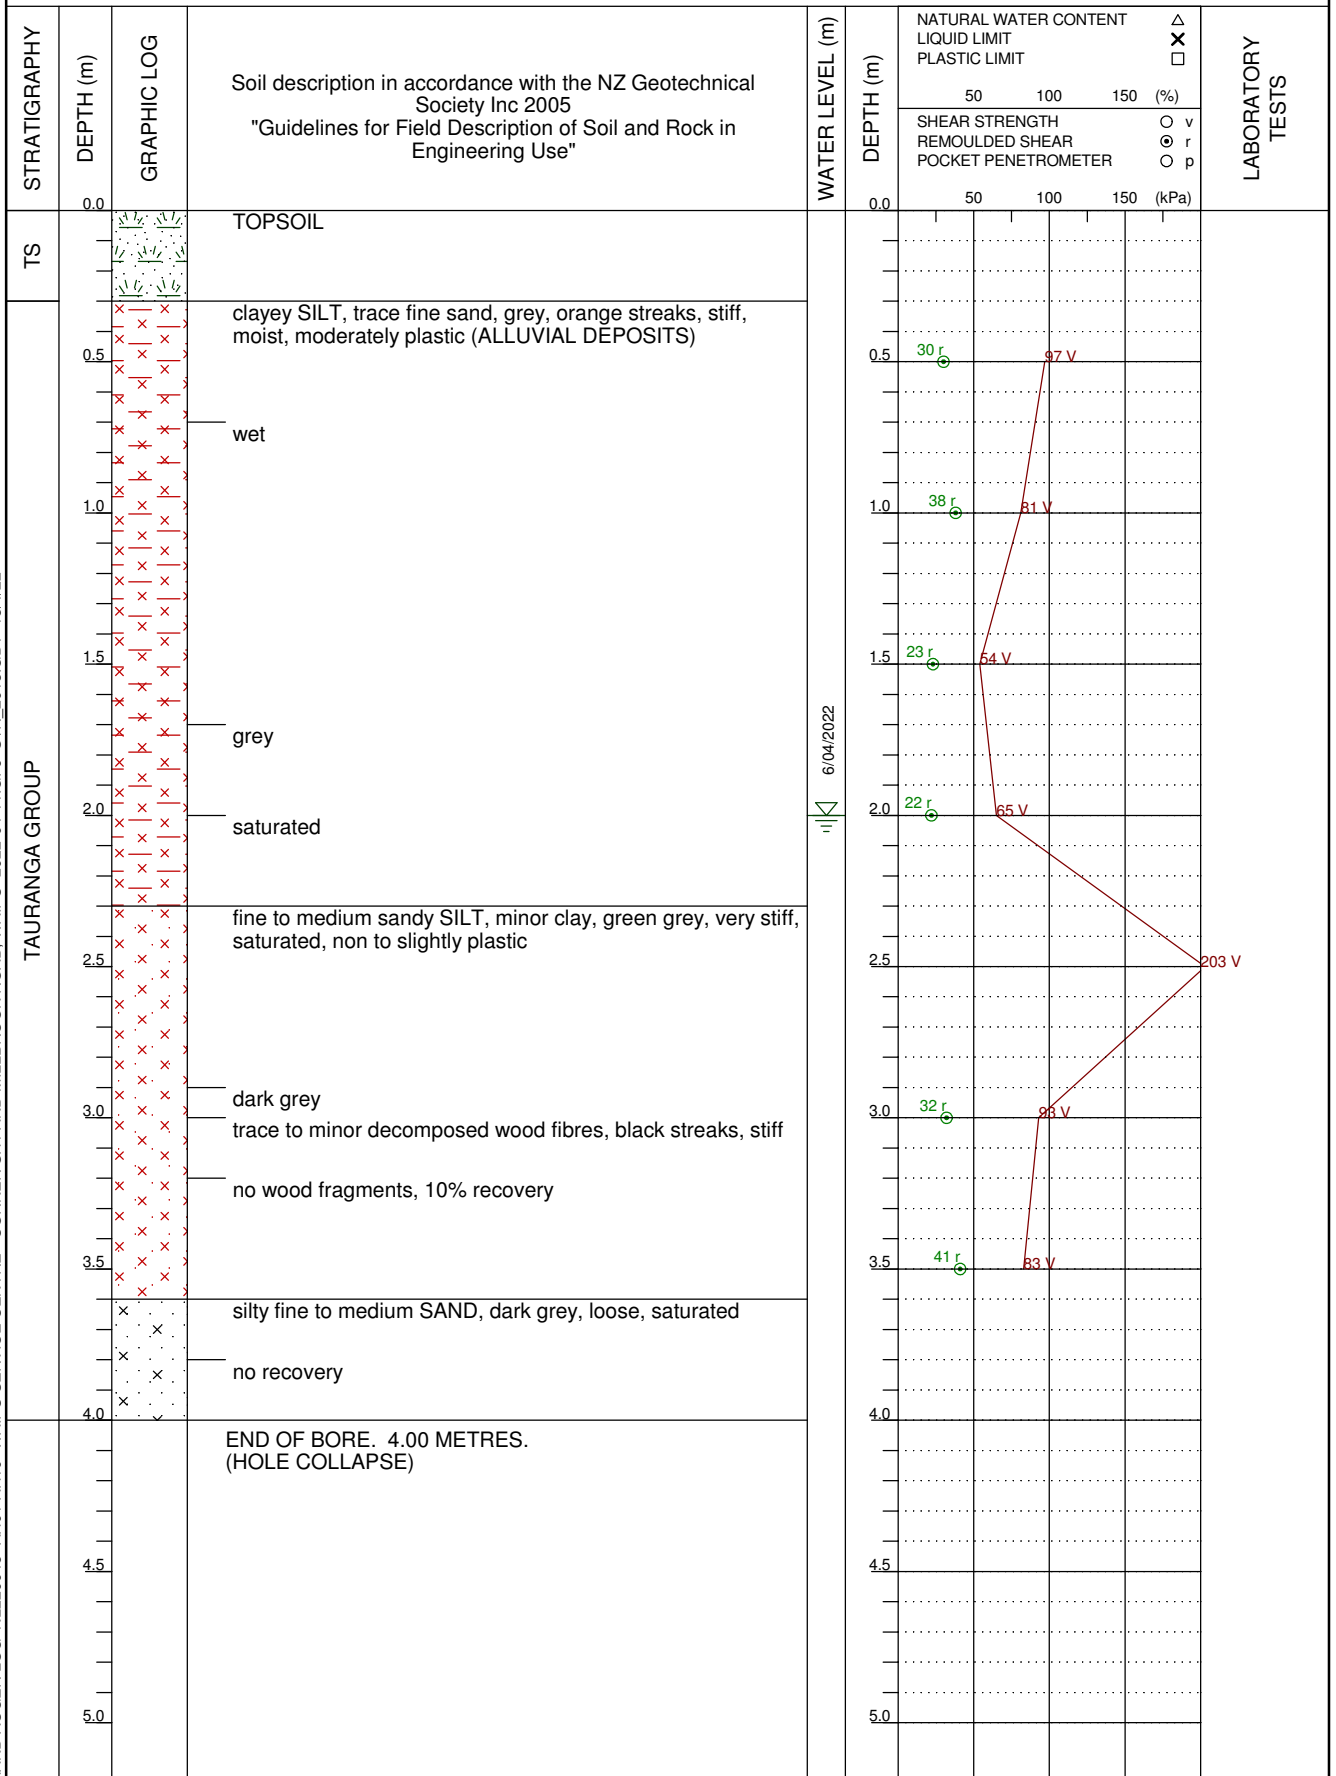 STRATIGRAPHY
DEPTH (m)
GRAPHIC LOG
Soil description in accordance with the NZ Geotechnical
Society Inc 2005
"Guidelines for Field Description of Soil and Rock in
Engineering Use"
WATER LEVEL (m)
DEPTH (m)
NATURAL WATER CONTENT △
LIQUID LIMIT ✕
PLASTIC LIMIT □
50 100 150 (%)
SHEAR STRENGTH ○ v
REMOULDED SHEAR ⊙ r
POCKET PENETROMETER ○ p
50 100 150 (kPa)
LABORATORY
TESTS
0.0 0.0
TS
TOPSOIL
clayey SILT, trace fine sand, grey, orange streaks, stiff,
moist, moderately plastic (ALLUVIAL DEPOSITS)
0.5 0.5 30 r 97 V
wet
1.0 1.0 38 r 81 V
1.5 1.5 23 r 54 V
grey
6/04/2022
TAURANGA GROUP
2.0 2.0 22 r 65 V
saturated
fine to medium sandy SILT, minor clay, green grey, very stiff,
saturated, non to slightly plastic
2.5 2.5 203 V
dark grey
3.0 3.0 32 r 93 V
trace to minor decomposed wood fibres, black streaks, stiff
no wood fragments, 10% recovery
3.5 3.5 41 r 83 V
silty fine to medium SAND, dark grey, loose, saturated
no recovery
4.0 4.0
END OF BORE. 4.00 METRES.
(HOLE COLLAPSE)
4.5 4.5
5.0 5.0